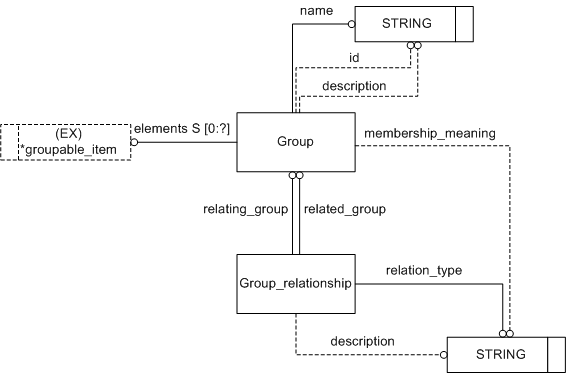 name
STRING
id
description
(EX)
*groupable_item
elements S [0:?]
Group
membership_meaning
relating_group
related_group
Group_relationship
relation_type
description
STRING